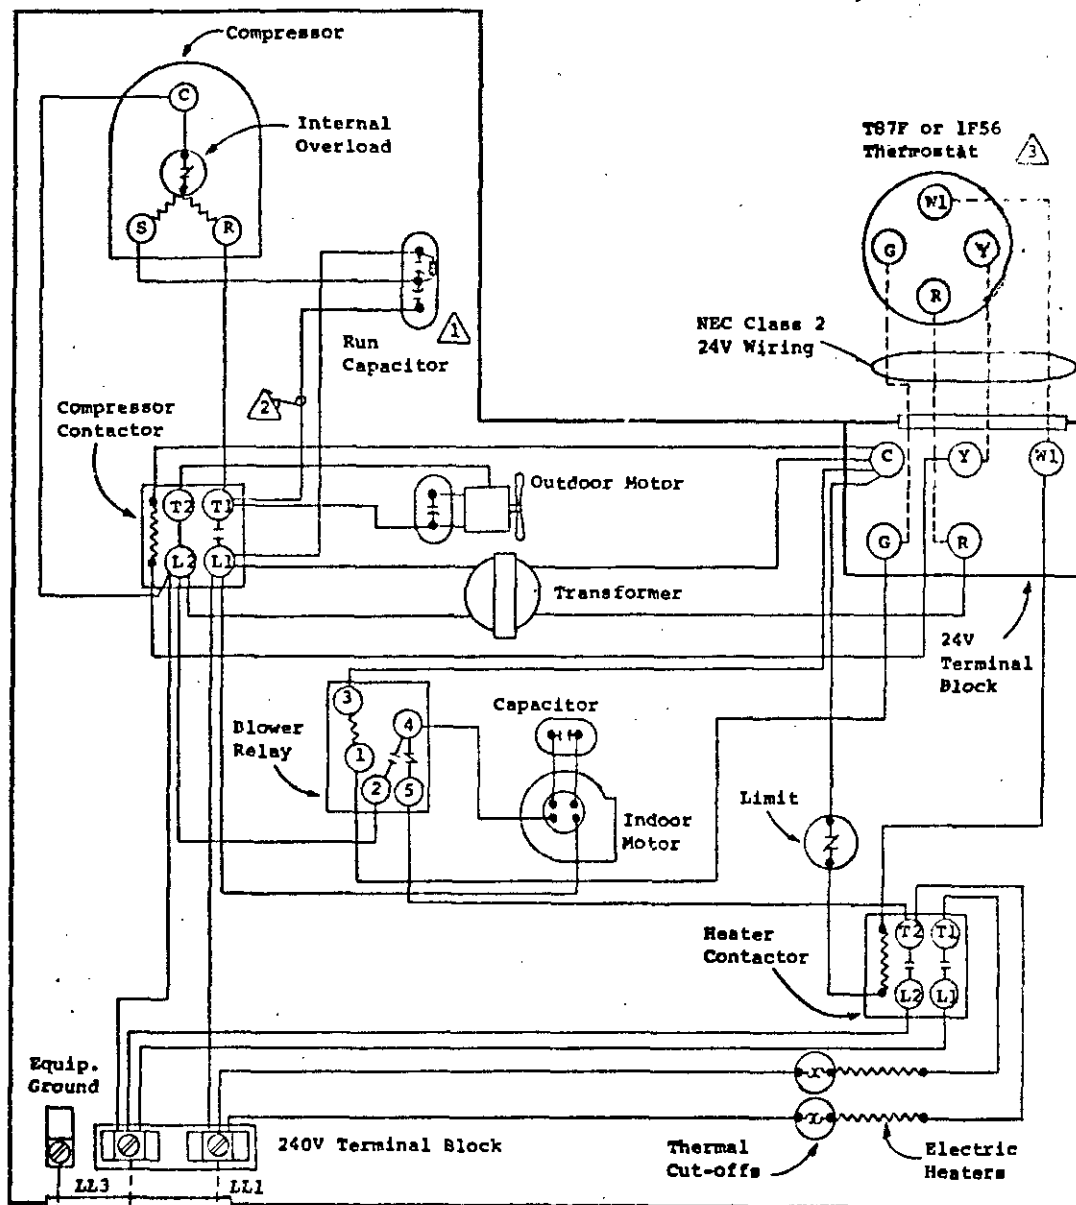 Compressor
C
Internal
Overload
S
R
Run
Capacitor
1
T87F or 1F56
Thermostat
3
W1
G
Y
R
NEC Class 2
24V Wiring
2
Compressor
Contactor
T2
T1
L2
L1
Outdoor Motor
Transformer
C
Y
W1
G
R
24V
Terminal
Block
Blower
Relay
3
4
1
2
5
Capacitor
Indoor
Motor
Limit
Heater
Contactor
T2
T1
L2
L1
Equip.
Ground
240V Terminal Block
LL3
LL1
Thermal
Cut-offs
Electric
Heaters